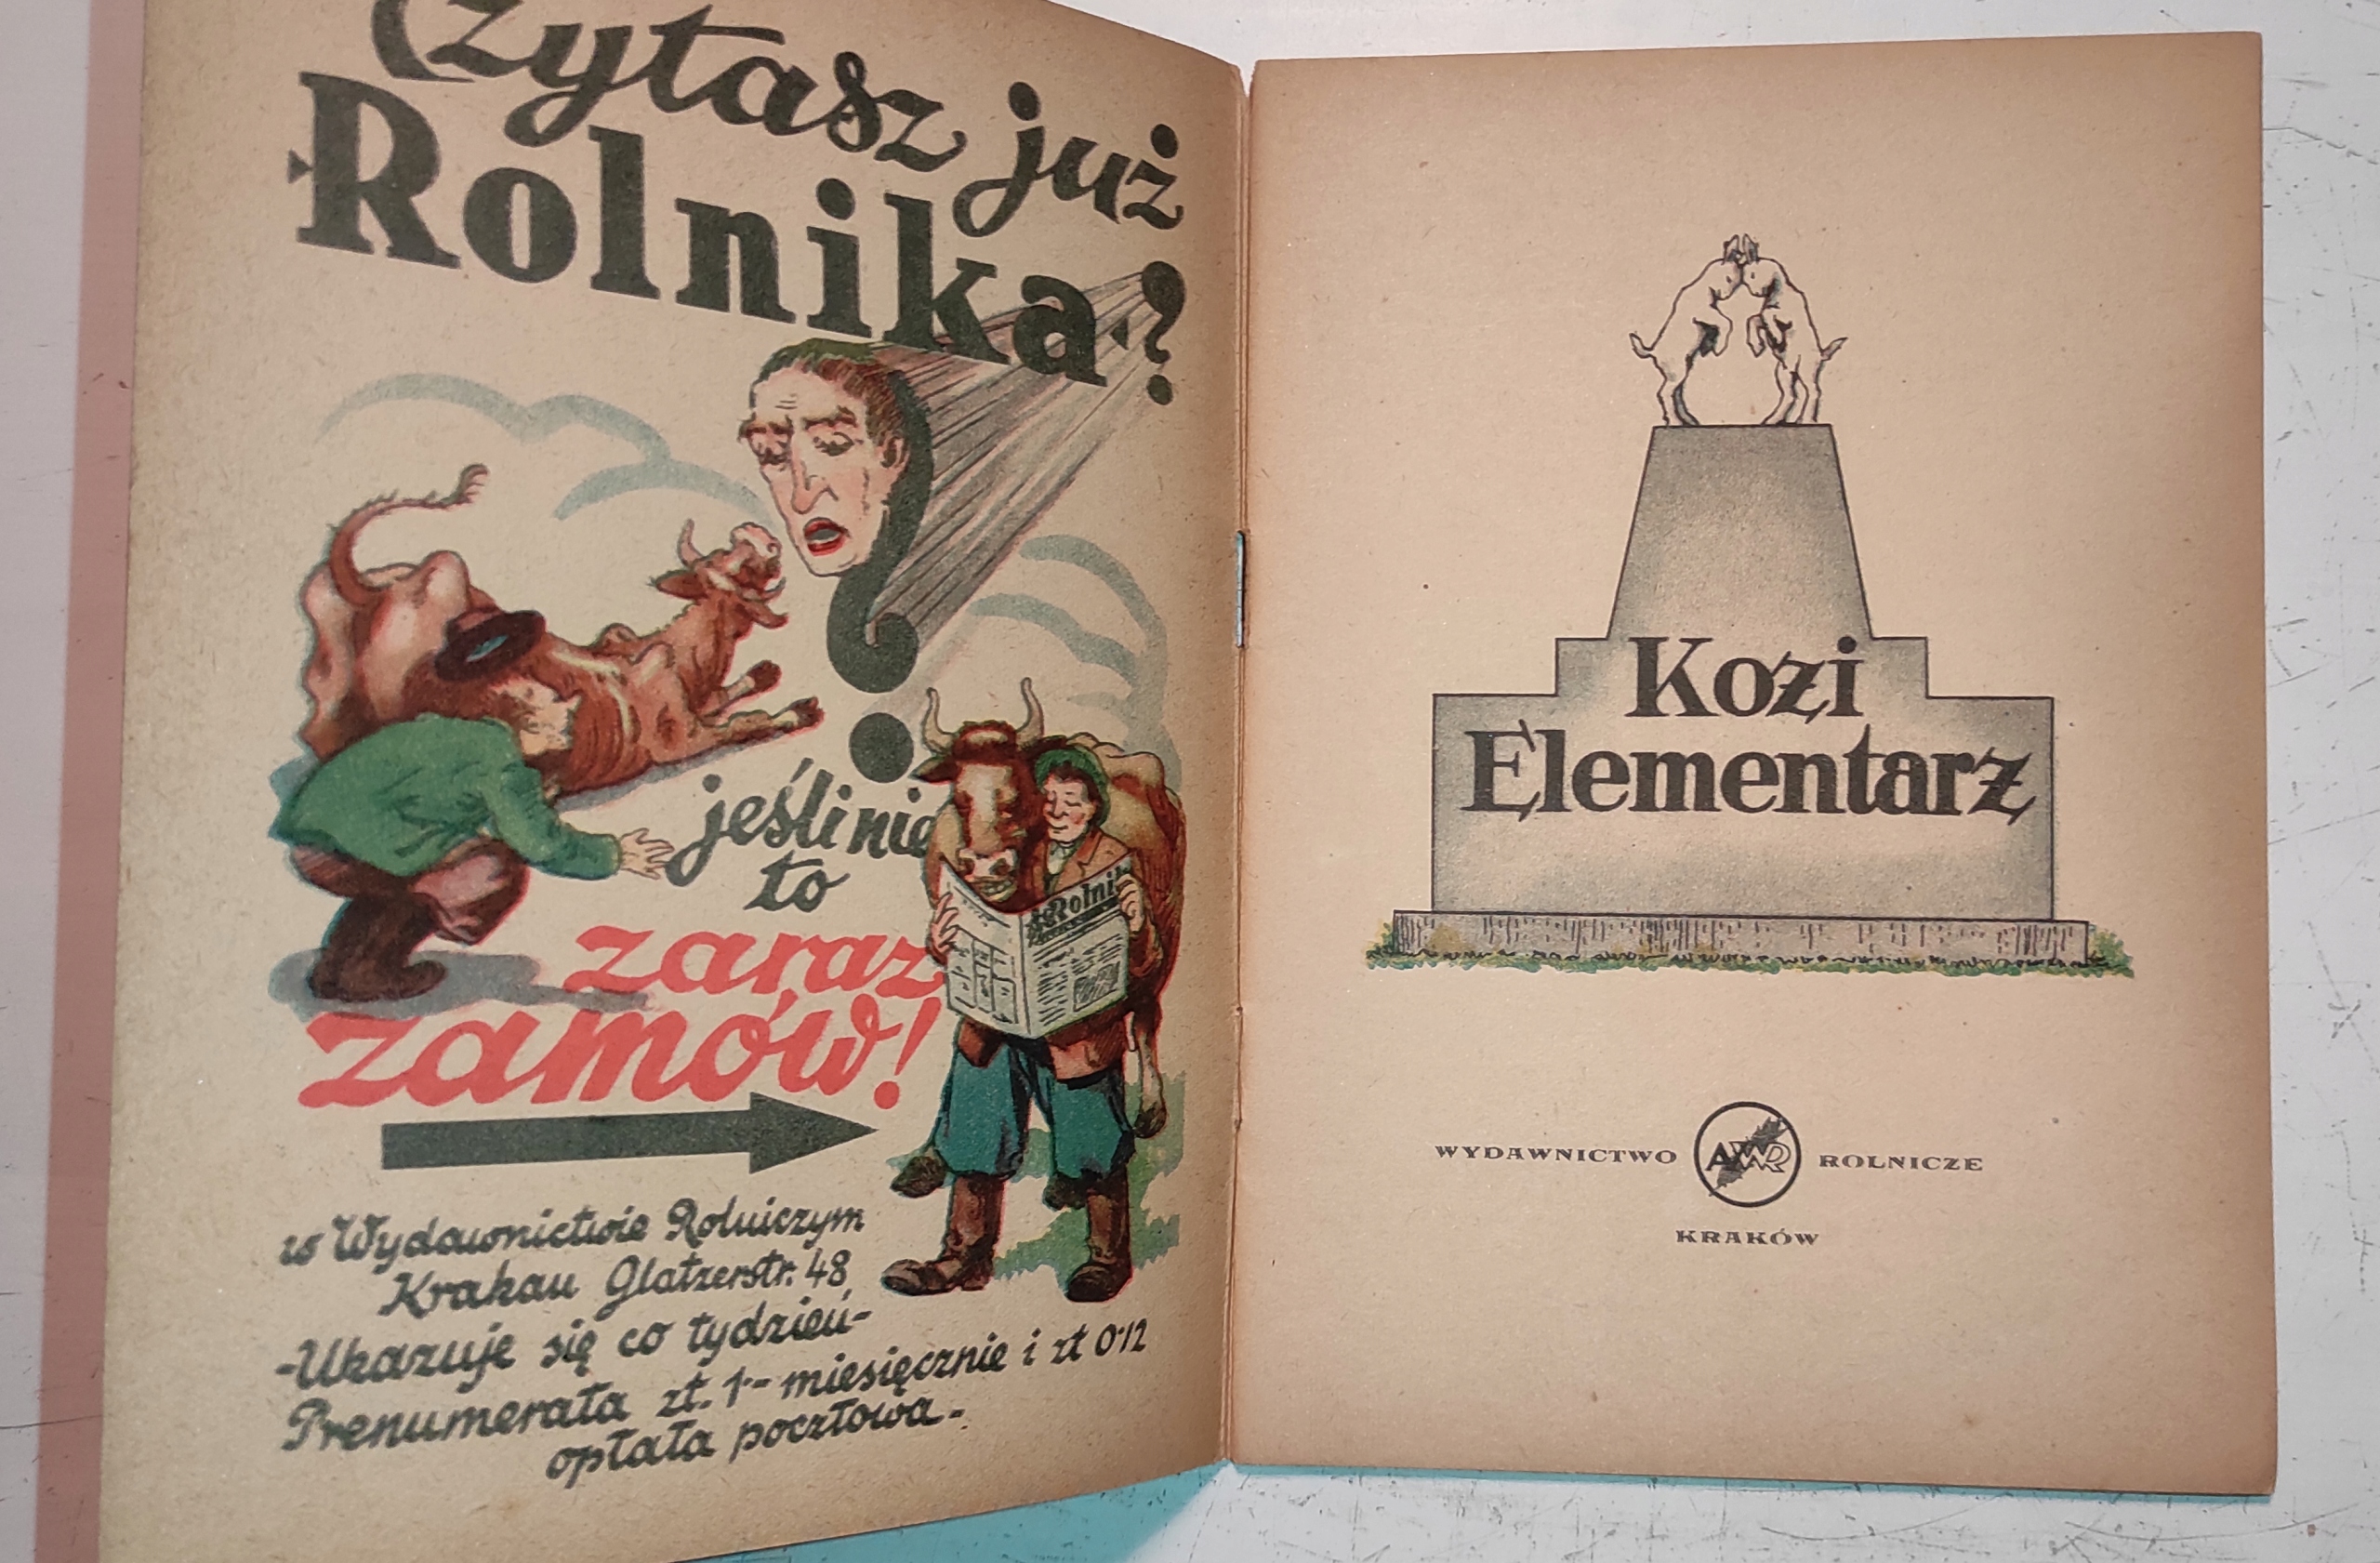 Czytasz już
Rolnika?
jeśli nie
to
zaraz
zamów!
Rolnik
w Wydawnictwie Rolniczym
Krakau Glatzerstr. 48
-Ukazuje się co tydzień-
Prenumerata zł. 1·- miesięcznie i zł 0·12
opłata pocztowa-
Kozi
Elementarz
WYDAWNICTWO AWR ROLNICZE
KRAKÓW